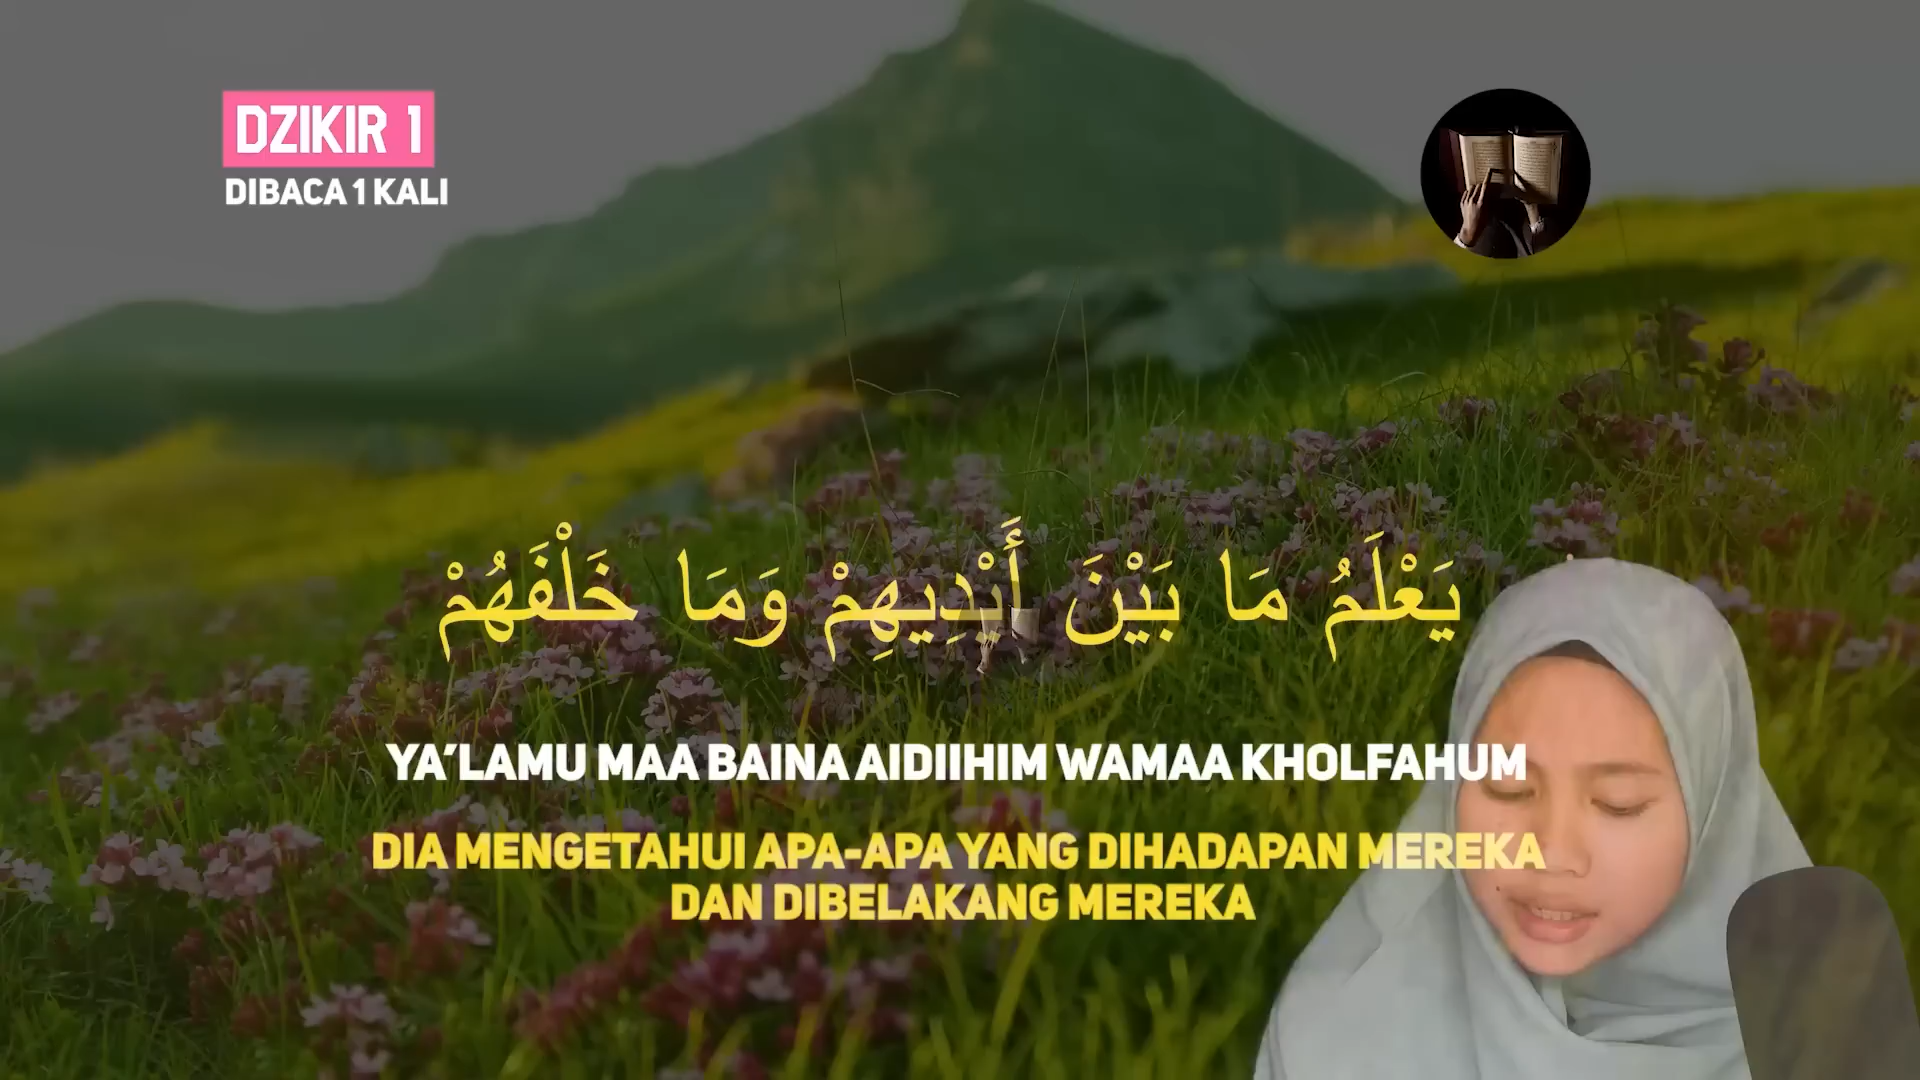 DZIKIR 1
DIBACA 1 KALI
يَعْلَمُ مَا بَيْنَ أَيْدِيهِمْ وَمَا خَلْفَهُمْ
YA'LAMU MAA BAINA AIDIIHIM WAMAA KHOLFAHUM
DIA MENGETAHUI APA-APA YANG DIHADAPAN MEREKA
DAN DIBELAKANG MEREKA